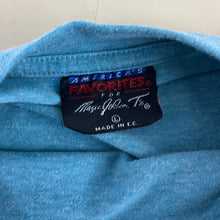 AMERICA'S
FAVORITES®
FOR
Magic Johnson T's®
L
MADE IN E.C.